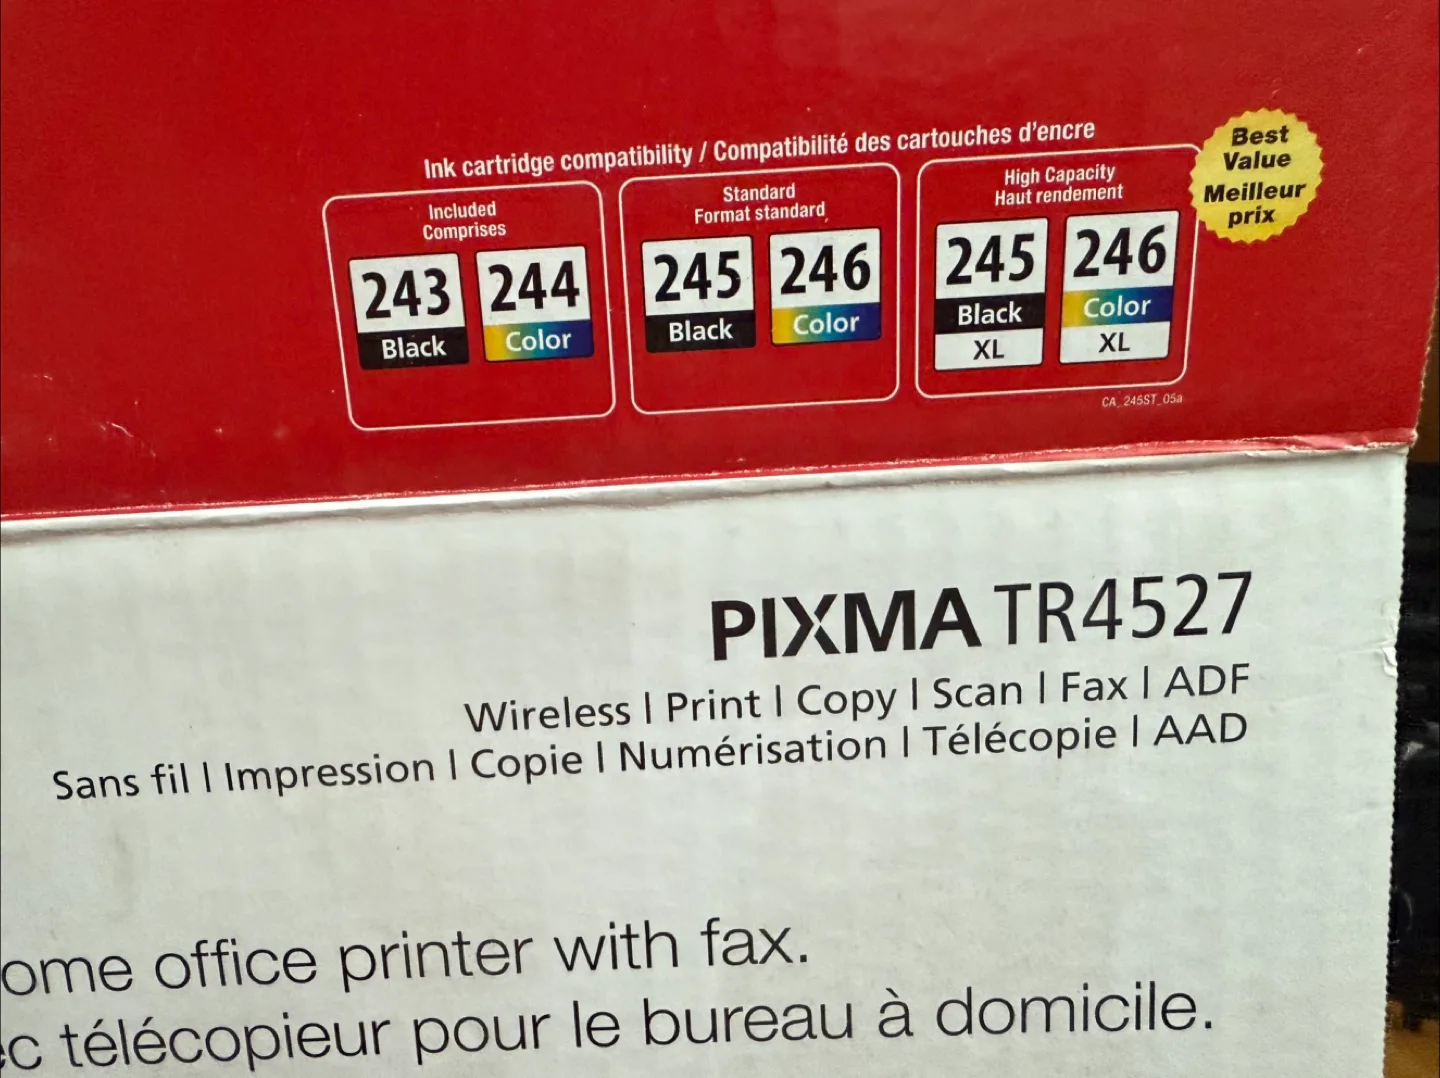 Ink cartridge compatibility / Compatibilité des cartouches d'encre
Included
Comprises
243
Black
244
Color
Standard
Format standard
245
Black
246
Color
High Capacity
Haut rendement
245
Black
XL
246
Color
XL
Best
Value
Meilleur
prix
CA_245ST_05a
PIXMA TR4527
Wireless | Print | Copy | Scan | Fax | ADF
Sans fil | Impression | Copie | Numérisation | Télécopie | AAD
ome office printer with fax.
c télécopieur pour le bureau à domicile.